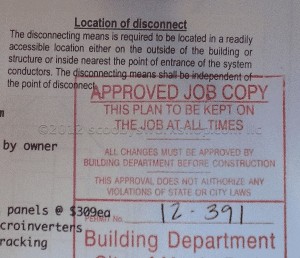 Location of disconnect
The disconnecting means is required to be located in a readily
accessible location either on the outside of the building or
structure or inside nearest the point of entrance of the system
conductors. The disconnecting means shall be independent of
the point of disconnect
APPROVED JOB COPY
THIS PLAN TO BE KEPT ON
THE JOB AT ALL TIMES
by owner
ALL CHANGES MUST BE APPROVED BY
BUILDING DEPARTMENT BEFORE CONSTRUCTION
THIS APPROVAL DOES NOT AUTHORIZE ANY
VIOLATIONS OF STATE OR CITY LAWS
panels @ $309ea
PERMIT No. 12-391
croinverters
racking
Building Department